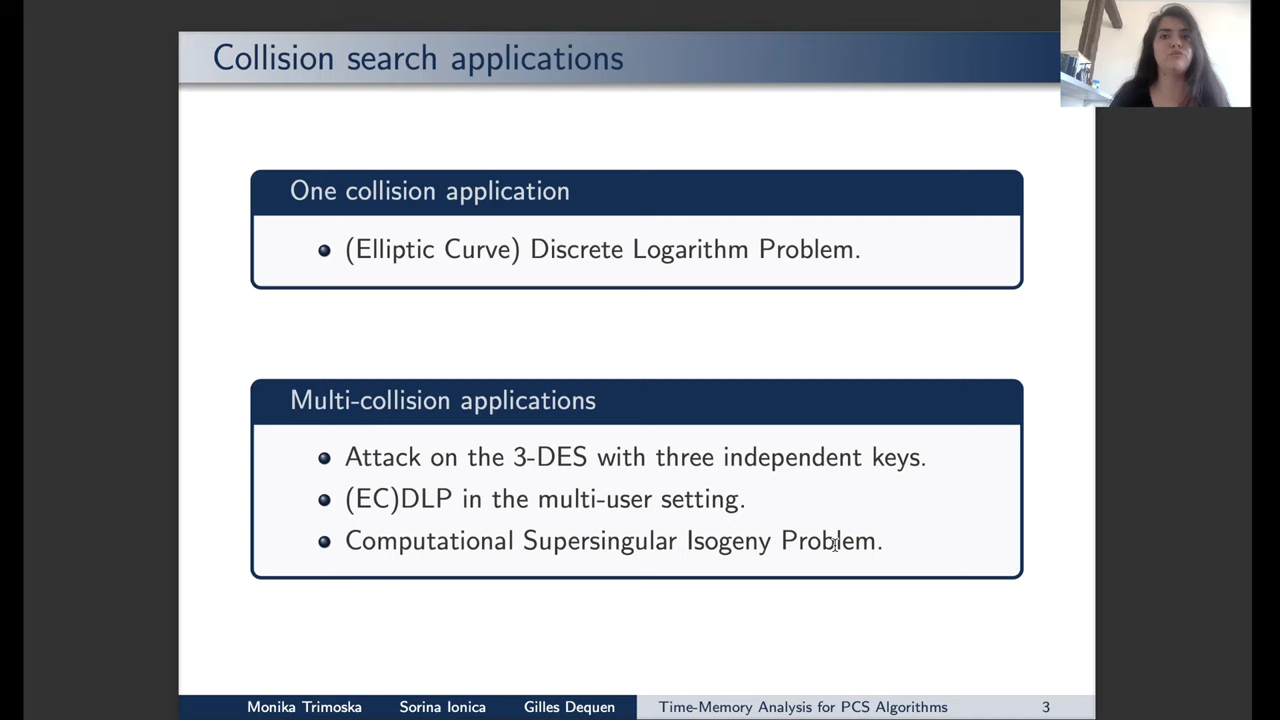 Collision search applications
One collision application
(Elliptic Curve) Discrete Logarithm Problem.
Multi-collision applications
Attack on the 3-DES with three independent keys.
(EC)DLP in the multi-user setting.
Computational Supersingular Isogeny Problem.
Monika Trimoska Sorina Ionica Gilles Dequen Time-Memory Analysis for PCS Algorithms 3